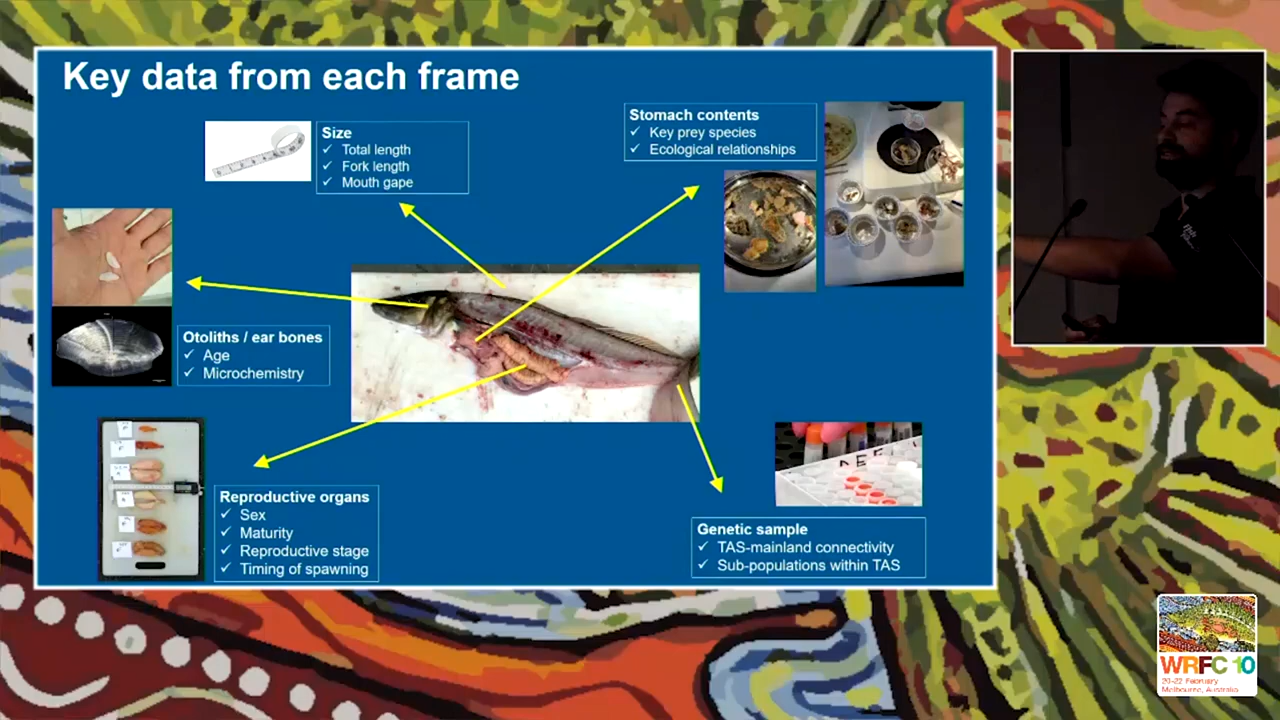 Key data from each frame
Size
✓ Total length
✓ Fork length
✓ Mouth gape
Stomach contents
✓ Key prey species
✓ Ecological relationships
Otoliths / ear bones
✓ Age
✓ Microchemistry
Reproductive organs
✓ Sex
✓ Maturity
✓ Reproductive stage
✓ Timing of spawning
Genetic sample
✓ TAS-mainland connectivity
✓ Sub-populations within TAS
WRFC 10
20-22 February
Melbourne, Australia